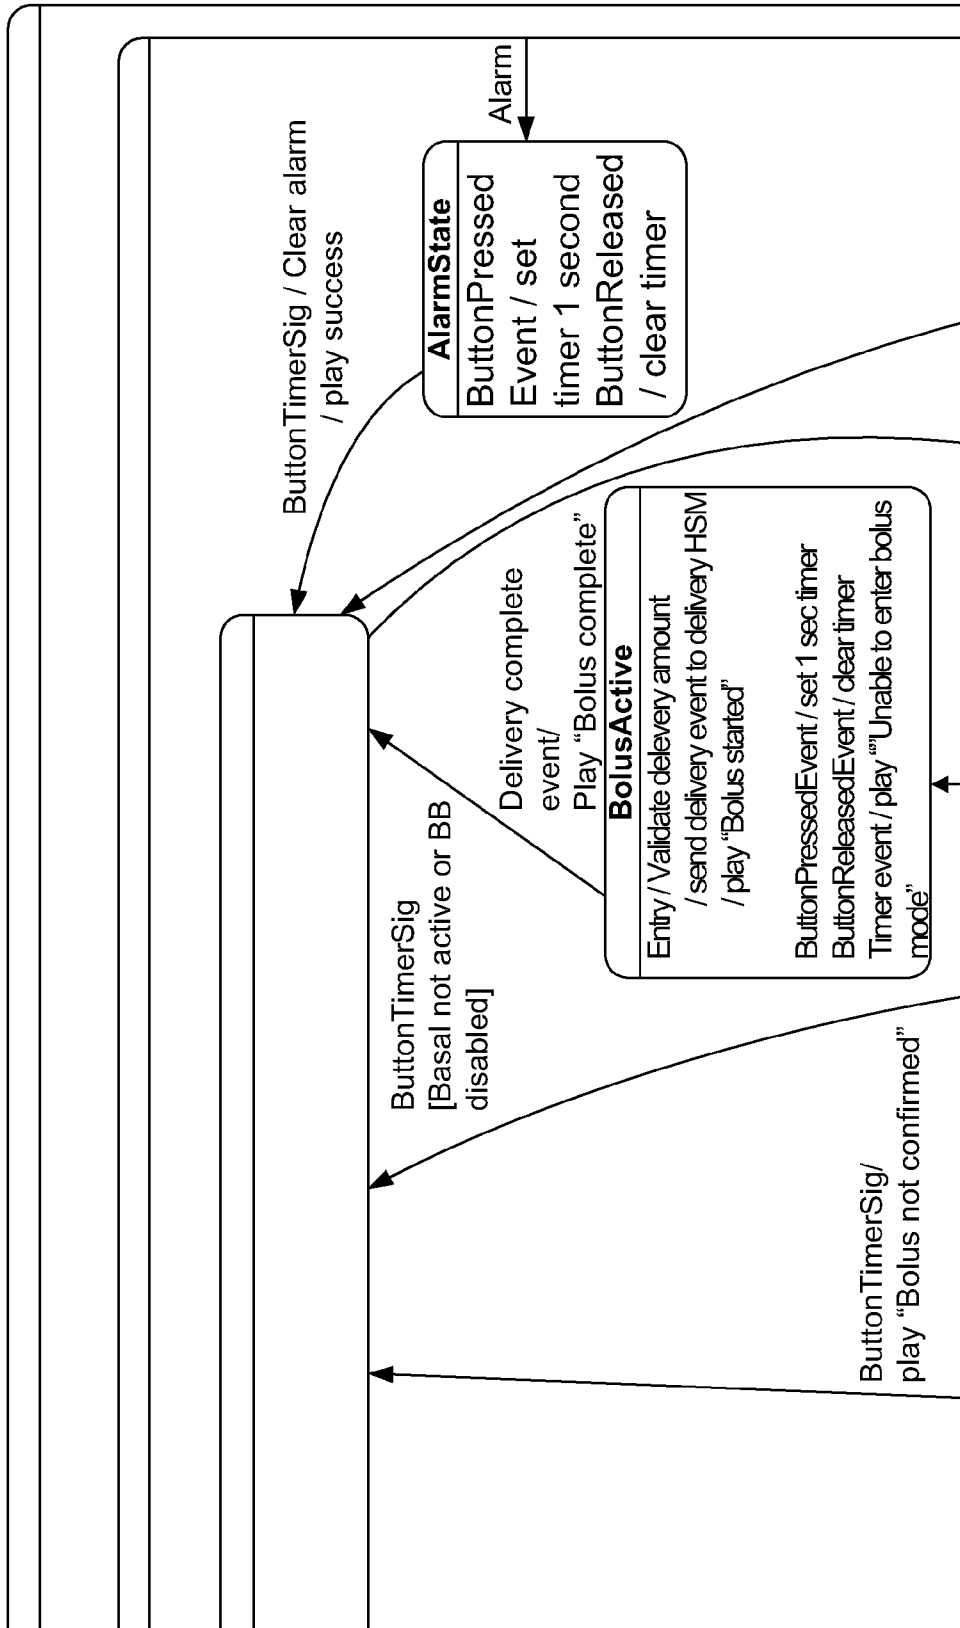 Alarm
AlarmState
ButtonPressed
Event / set
timer 1 second
ButtonReleased
/ clear timer
ButtonTimerSig / Clear alarm
/ play success
Delivery complete
event/
Play “Bolus complete”
BolusActive
Entry / Validate delevery amount
/ send delivery event to delivery HSM
/ play “Bolus started”
ButtonPressedEvent / set 1 sec timer
ButtonReleasedEvent / clear timer
Timer event / play “”Unable to enter bolus
mode”
ButtonTimerSig
[Basal not active or BB
disabled]
ButtonTimerSig/
play “Bolus not confirmed”